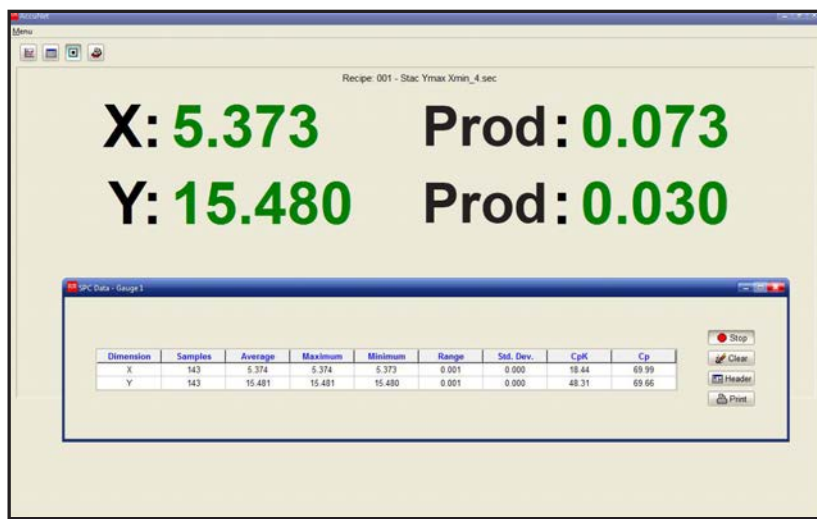 AccuNet
Menu
Recipe: 001 - Stac Ymax Xmin_4.sec
X: 5.373 Prod: 0.073
Y: 15.480 Prod: 0.030
SPC Data - Gauge 1
Dimension Samples Average Maximum Minimum Range Std. Dev. CpK Cp
X 143 5.374 5.374 5.373 0.001 0.000 18.44 69.99
Y 143 15.481 15.481 15.480 0.001 0.000 48.31 69.66
Stop
Clear
Header
Print